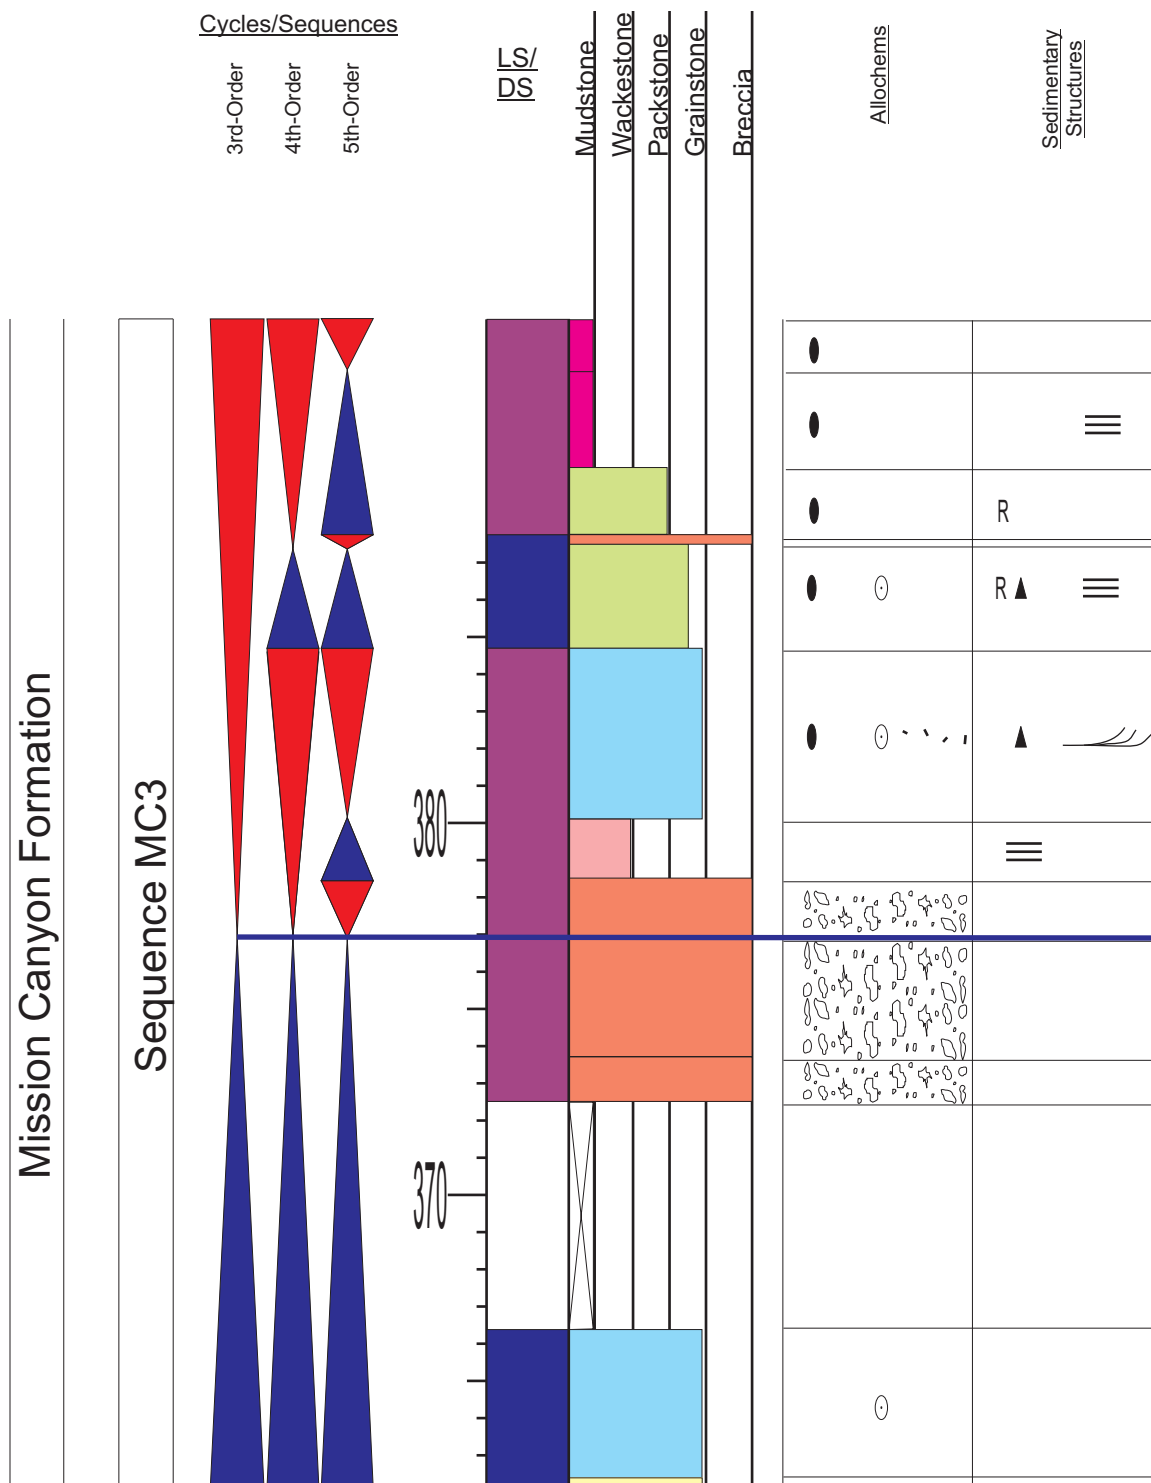 Cycles/Sequences
3rd-Order
4th-Order
5th-Order
LS/
DS
Mudstone
Wackestone
Packstone
Grainstone
Breccia
Allochems
Sedimentary
Structures
R
R
380
370
Mission Canyon Formation
Sequence MC3